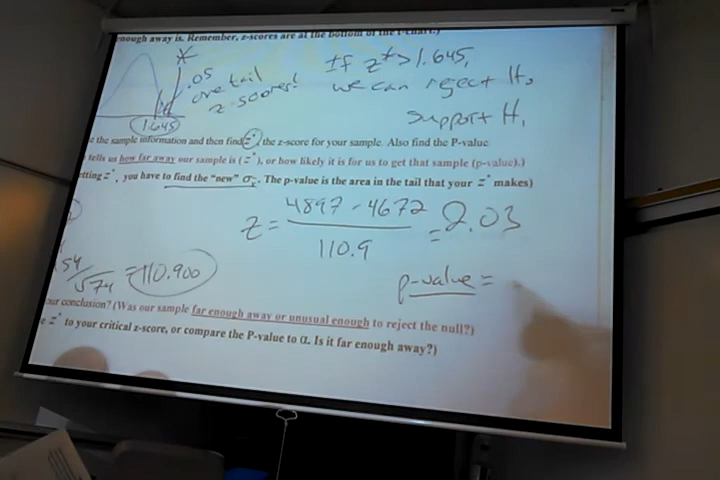 enough away is. Remember, z-scores are at the bottom of the t-chart.)
.05
one tail
z-scores!
1.645
If z* > 1.645,
we can reject H₀
support H₁
e the sample information and then find z*, the z-score for your sample. Also find the P-value
tells us how far away our sample is (z*), or how likely it is for us to get that sample (p-value).)
etting z*, you have to find the "new" σx̄. The p-value is the area in the tail that your z* makes)
z = 4897 - 4672 / 110.9 = 2.03
54/√74 = 110.900
p-value =
our conclusion? (Was our sample far enough away or unusual enough to reject the null?)
e z* to your critical z-score, or compare the P-value to α. Is it far enough away?)